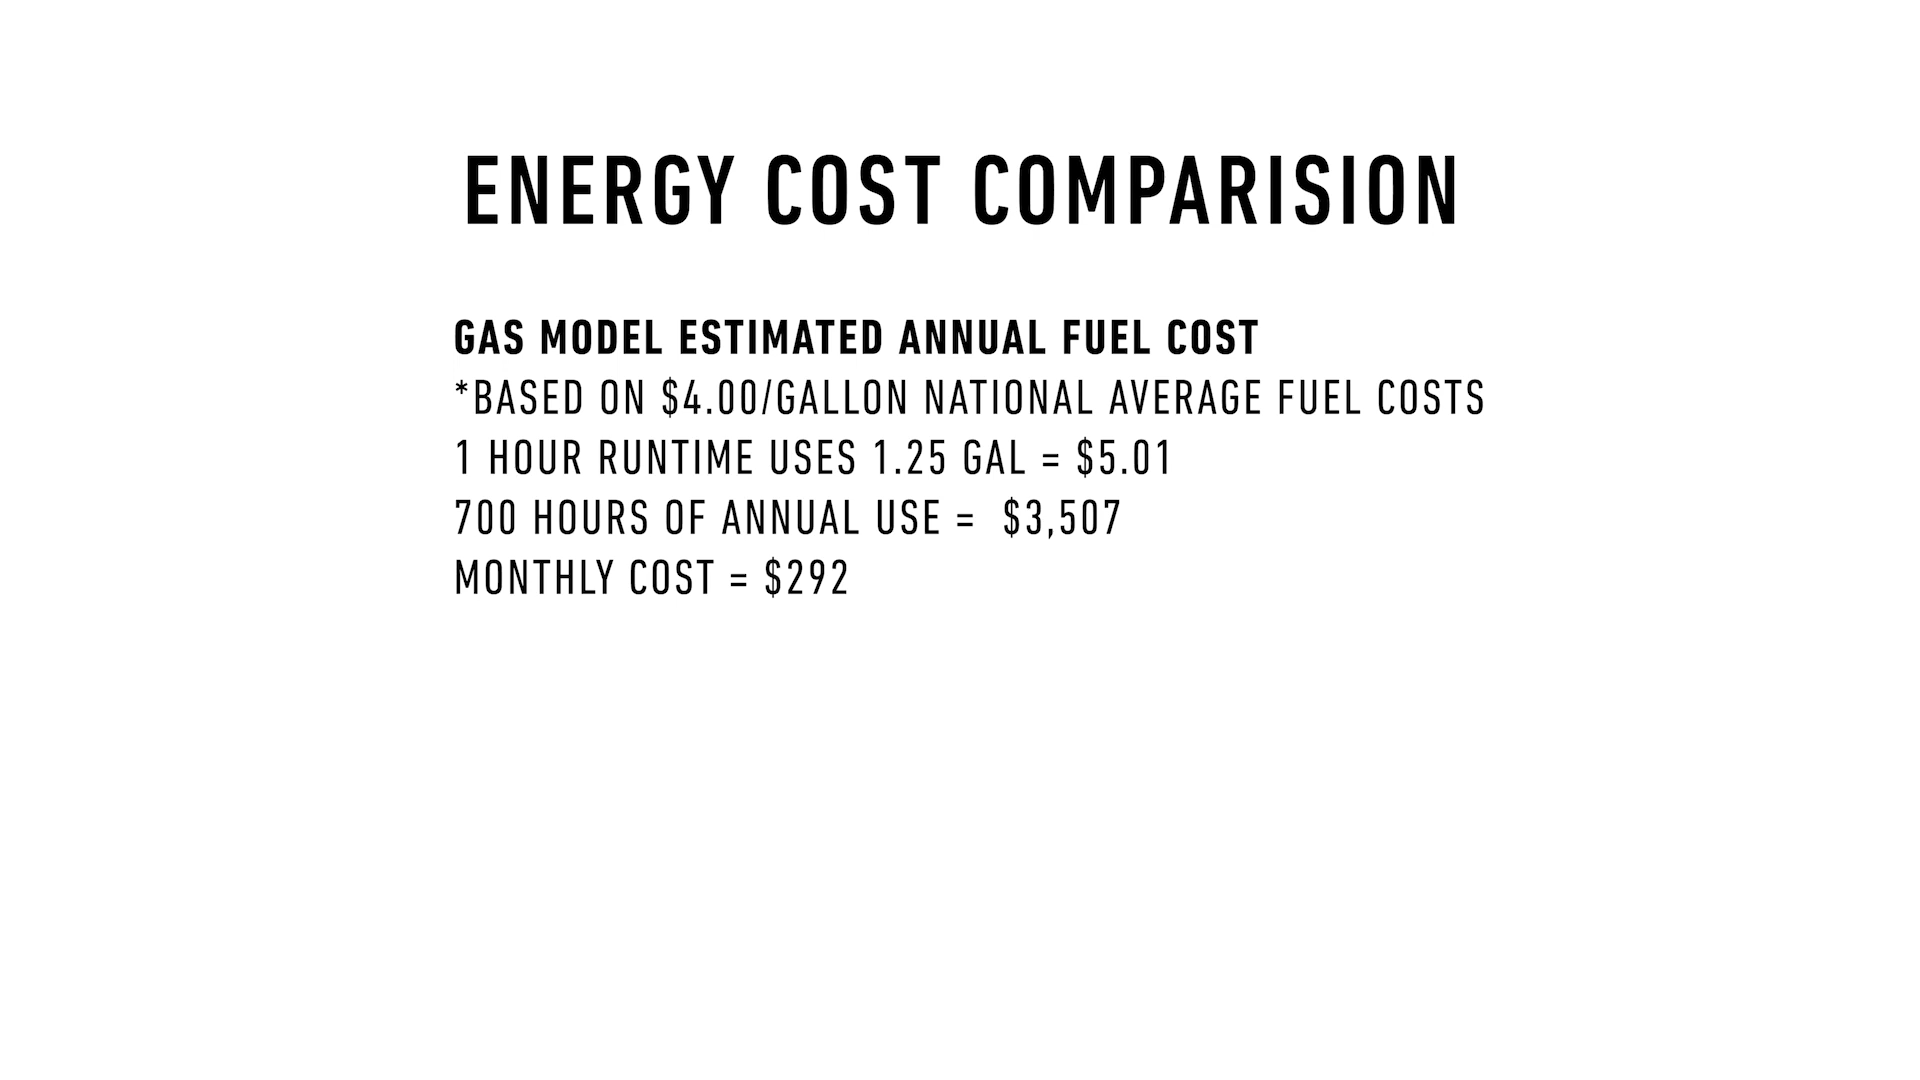 ENERGY COST COMPARISION
GAS MODEL ESTIMATED ANNUAL FUEL COST
*BASED ON $4.00/GALLON NATIONAL AVERAGE FUEL COSTS
1 HOUR RUNTIME USES 1.25 GAL = $5.01
700 HOURS OF ANNUAL USE =  $3,507
MONTHLY COST = $292